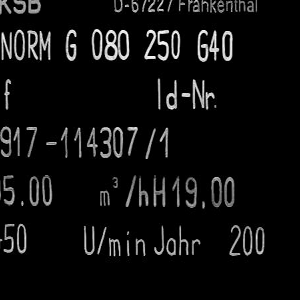 KSB D-67227 Frankenthal
NORM G 080 250 G40
f Id-Nr.
917-114307/1
5.00 m³/h H 19.00
50 U/min Jahr 200